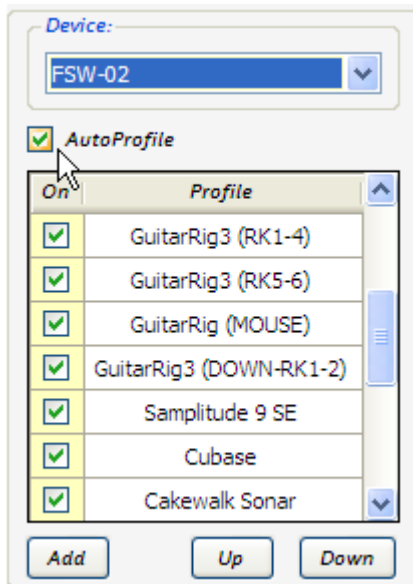 Device:
FSW-02
AutoProfile
On Profile
GuitarRig3 (RK1-4)
GuitarRig3 (RK5-6)
GuitarRig (MOUSE)
GuitarRig3 (DOWN-RK1-2)
Samplitude 9 SE
Cubase
Cakewalk Sonar
Add Up Down